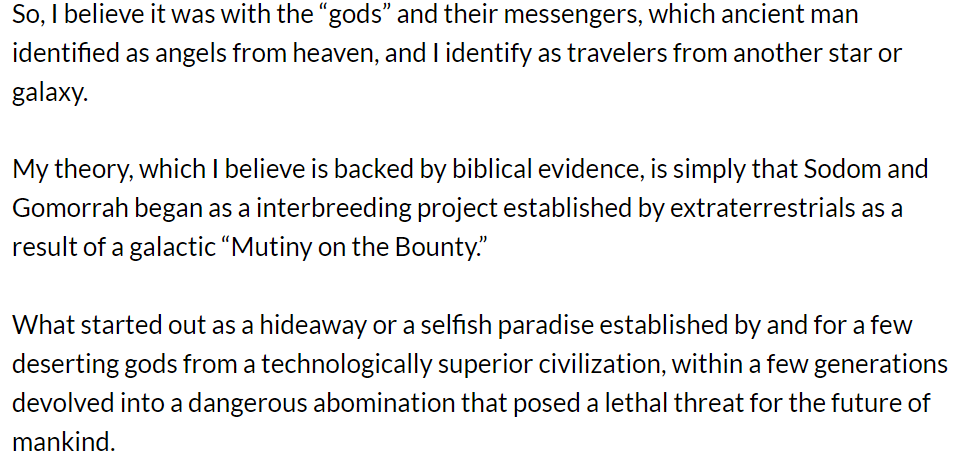 So, I believe it was with the “gods” and their messengers, which ancient man
identified as angels from heaven, and I identify as travelers from another star or
galaxy.
My theory, which I believe is backed by biblical evidence, is simply that Sodom and
Gomorrah began as a interbreeding project established by extraterrestrials as a
result of a galactic “Mutiny on the Bounty.”
What started out as a hideaway or a selfish paradise established by and for a few
deserting gods from a technologically superior civilization, within a few generations
devolved into a dangerous abomination that posed a lethal threat for the future of
mankind.